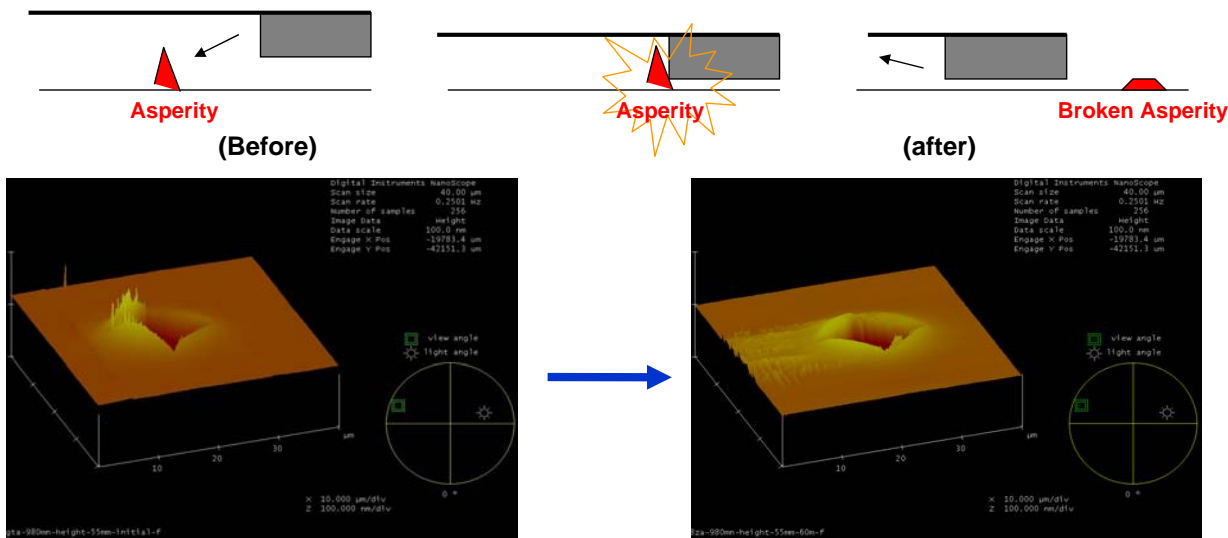 Asperity
Asperity
Broken Asperity
(Before)
(after)
Digital Instruments NanoScope
Scan size 40.00 µm
Scan rate 0.2501 Hz
Number of samples 256
Image Data Height
Data scale 100.0 nm
Engage X Pos -19783.4 um
Engage Y Pos -42151.3 um
view angle
light angle
µm
30
20
10
0 °
X 10.000 µm/div
Z 100.000 nm/div
gta-980mm-height-55mm-initial-f
Digital Instruments NanoScope
Scan size 40.00 µm
Scan rate 0.2501 Hz
Number of samples 256
Image Data Height
Data scale 100.0 nm
Engage X Pos -19783.4 um
Engage Y Pos -42151.3 um
view angle
light angle
µm
30
20
10
0 °
X 10.000 µm/div
Z 100.000 nm/div